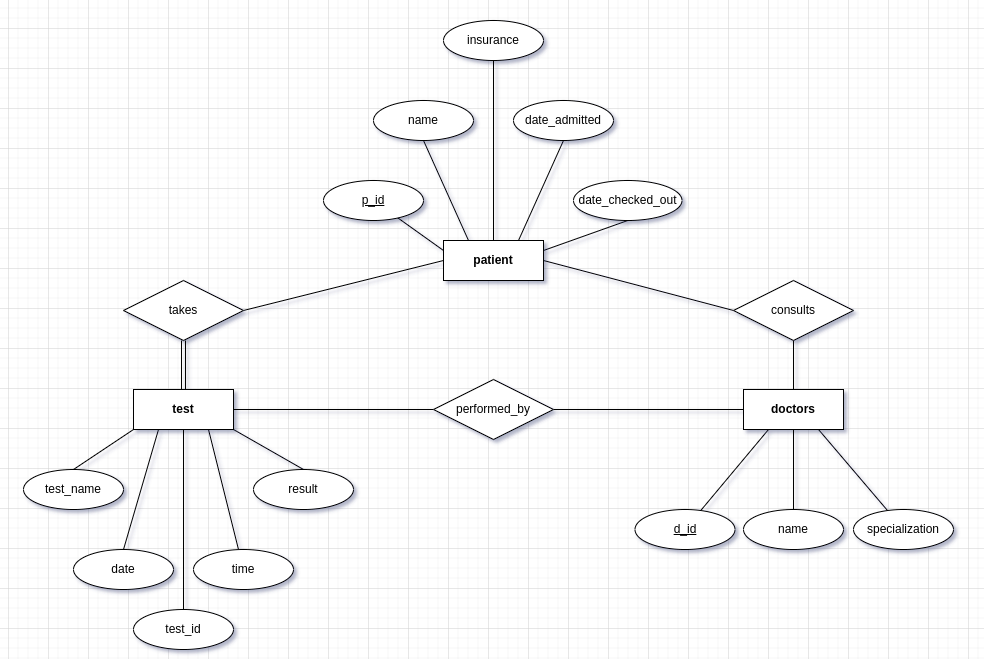 insurance
name
date_admitted
p_id
date_checked_out
patient
takes
consults
test
performed_by
doctors
test_name
result
d_id
name
specialization
date
time
test_id